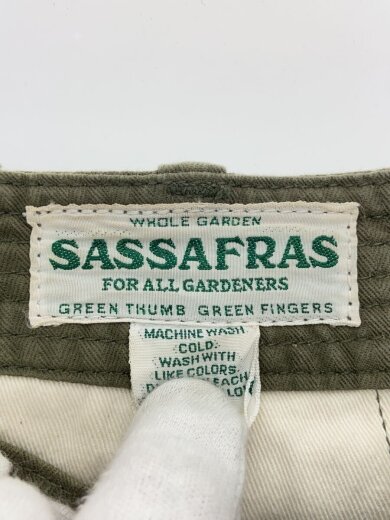 WHOLE GARDEN
SASSAFRAS
FOR ALL GARDENERS
GREEN THUMB GREEN FINGERS
MACHINE WASH
COLD.
WASH WITH
LIKE COLORS.